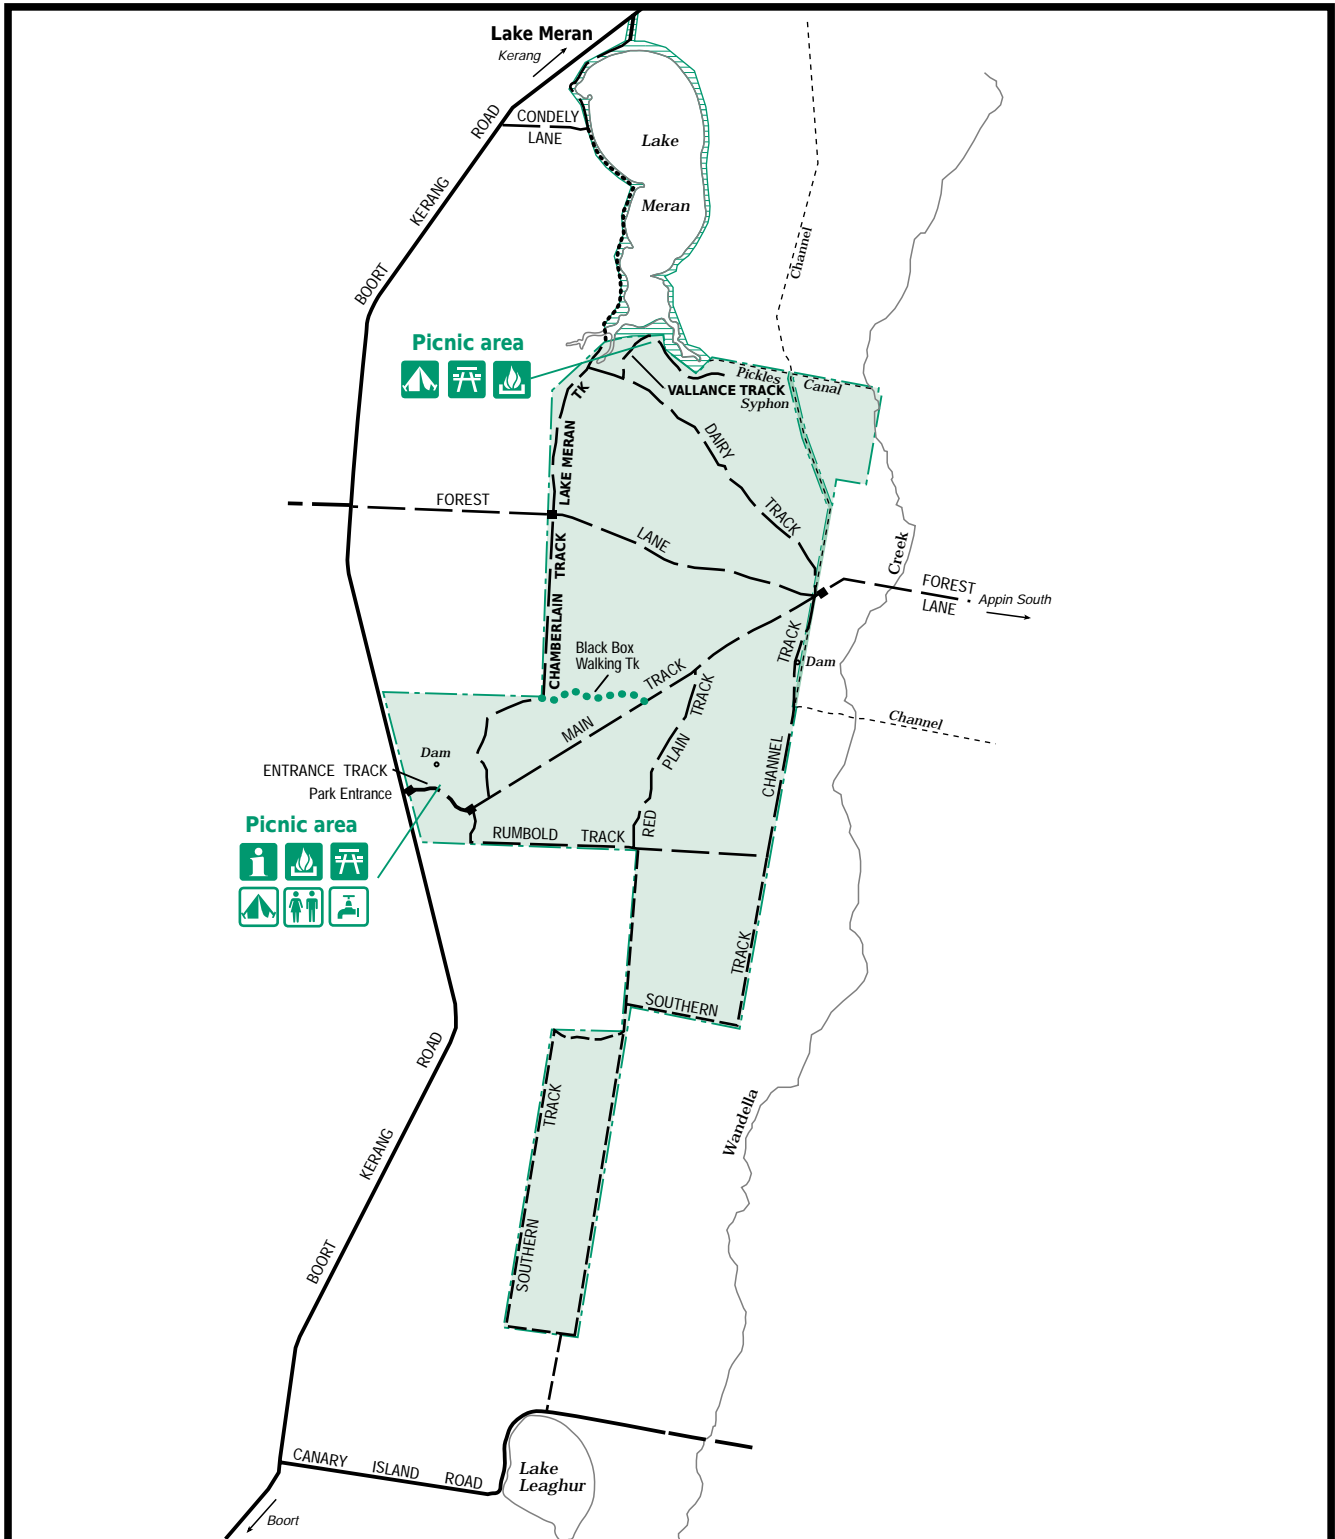 Lake Meran
Kerang
ROAD
CONDELY
LANE
Lake
KERANG
Meran
Channel
BOORT
Picnic area
Pickles
Canal
VALLANCE TRACK
Syphon
TK
DAIRY
LAKE MERAN
FOREST
TRACK
LANE
Creek
TRACK
FOREST
LANE
Appin South
CHAMBERLAIN
TRACK
Black Box
Walking Tk
Dam
TRACK
TRACK
Channel
MAIN
PLAIN
Dam
ENTRANCE TRACK
CHANNEL
Park Entrance
Picnic area
RED
RUMBOLD TRACK
TRACK
SOUTHERN
ROAD
TRACK
Wandella
KERANG
SOUTHERN
BOORT
CANARY ISLAND ROAD
Lake
Leaghur
Boort